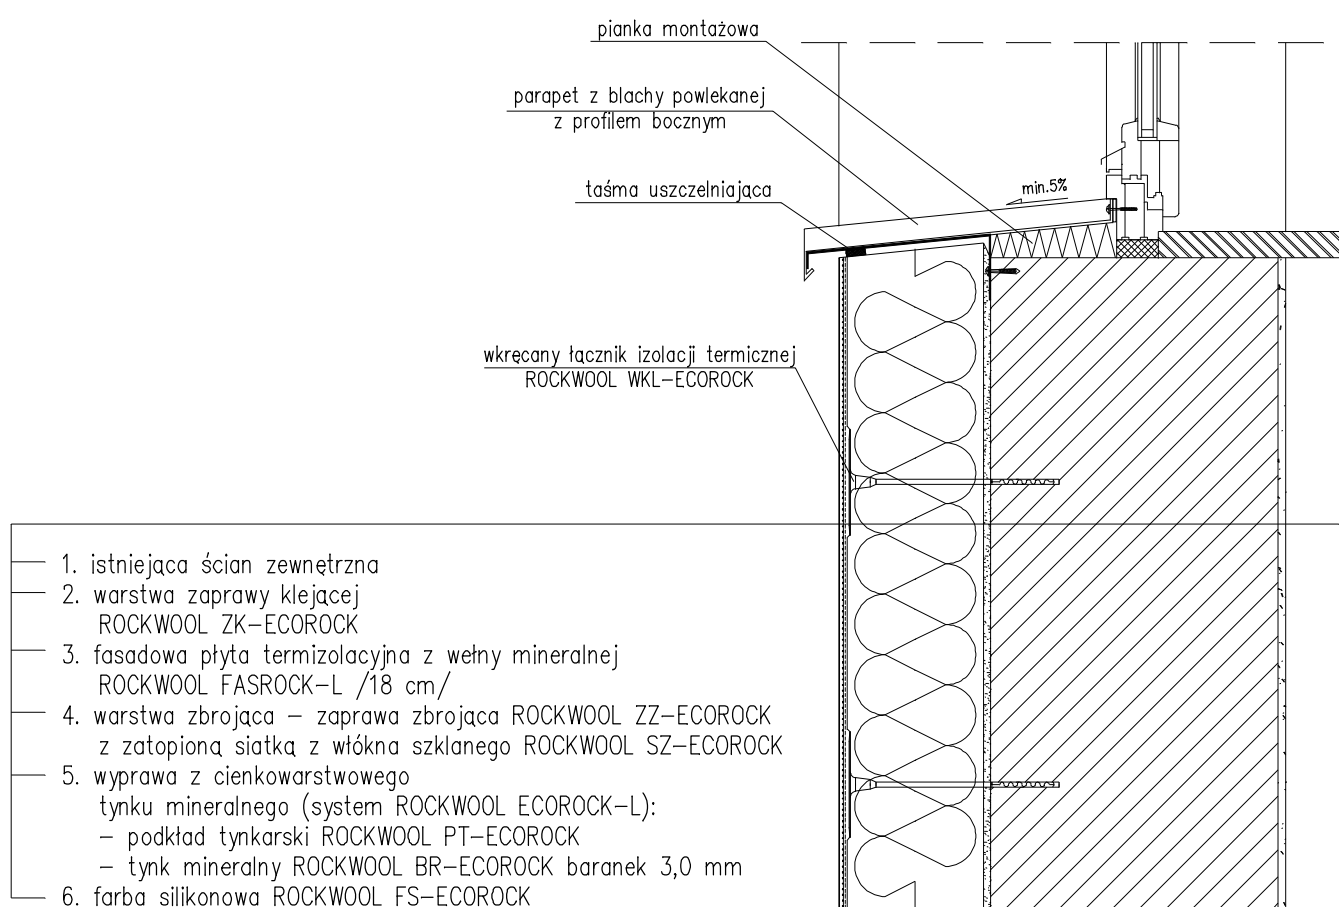 pianka montażowa
parapet z blachy powlekanej
z profilem bocznym
taśma uszczelniająca
min.5%
wkręcany łącznik izolacji termicznej
ROCKWOOL WKL-ECOROCK
1. istniejąca ścian zewnętrzna
2. warstwa zaprawy klejącej
ROCKWOOL ZK-ECOROCK
3. fasadowa płyta termizolacyjna z wełny mineralnej
ROCKWOOL FASROCK-L /18 cm/
4. warstwa zbrojąca - zaprawa zbrojąca ROCKWOOL ZZ-ECOROCK
z zatopioną siatką z włókna szklanego ROCKWOOL SZ-ECOROCK
5. wyprawa z cienkowarstwowego
tynku mineralnego (system ROCKWOOL ECOROCK-L):
- podkład tynkarski ROCKWOOL PT-ECOROCK
- tynk mineralny ROCKWOOL BR-ECOROCK baranek 3,0 mm
6. farba silikonowa ROCKWOOL FS-ECOROCK